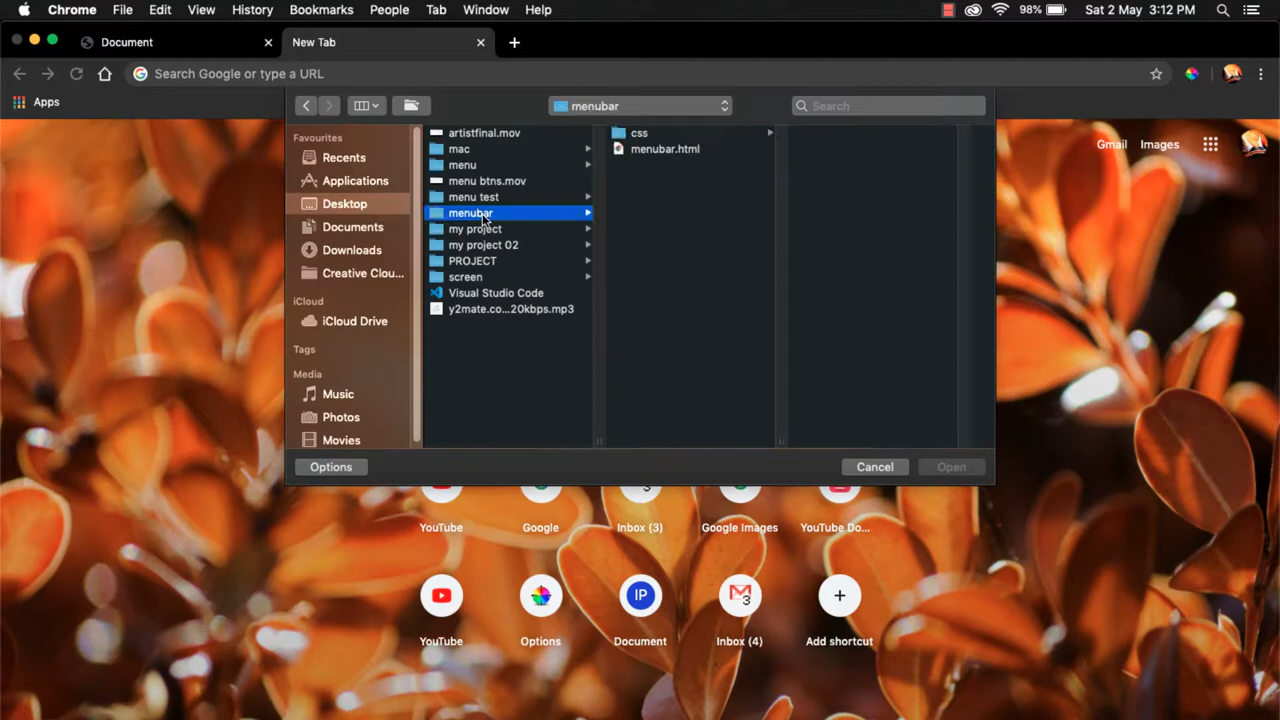 Chrome File Edit View History Bookmarks People Tab Window Help 98% Sat 2 May 3:12 PM
Document New Tab
Search Google or type a URL
Apps
menubar Search
Gmail Images
Favourites
Recents
Applications
Desktop
Documents
Downloads
Creative Clou...
iCloud
iCloud Drive
Tags
Media
Music
Photos
Movies
artistfinal.mov
mac
menu
menu btns.mov
menu test
menubar
my project
my project 02
PROJECT
screen
Visual Studio Code
y2mate.co...20kbps.mp3
css
menubar.html
Options Cancel Open
3
YouTube Google Inbox (3) Google Images YouTube Do...
IP 3
YouTube Options Document Inbox (4) Add shortcut